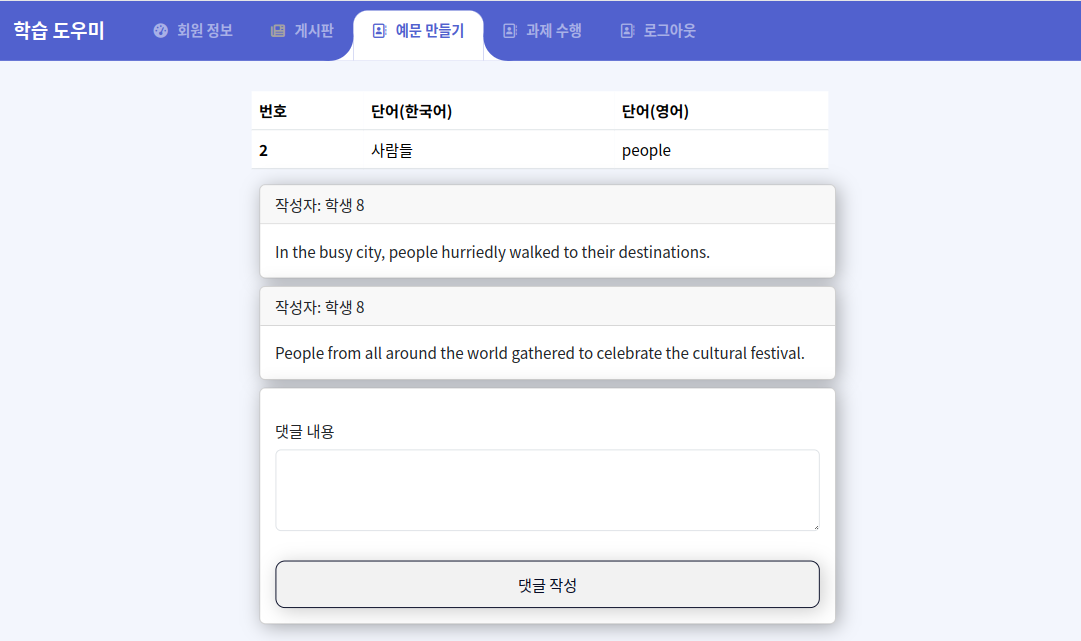 학습 도우미 회원 정보 게시판 예문 만들기 과제 수행 로그아웃
번호 단어(한국어) 단어(영어)
2 사람들 people
작성자: 학생 8
In the busy city, people hurriedly walked to their destinations.
작성자: 학생 8
People from all around the world gathered to celebrate the cultural festival.
댓글 내용
댓글 작성